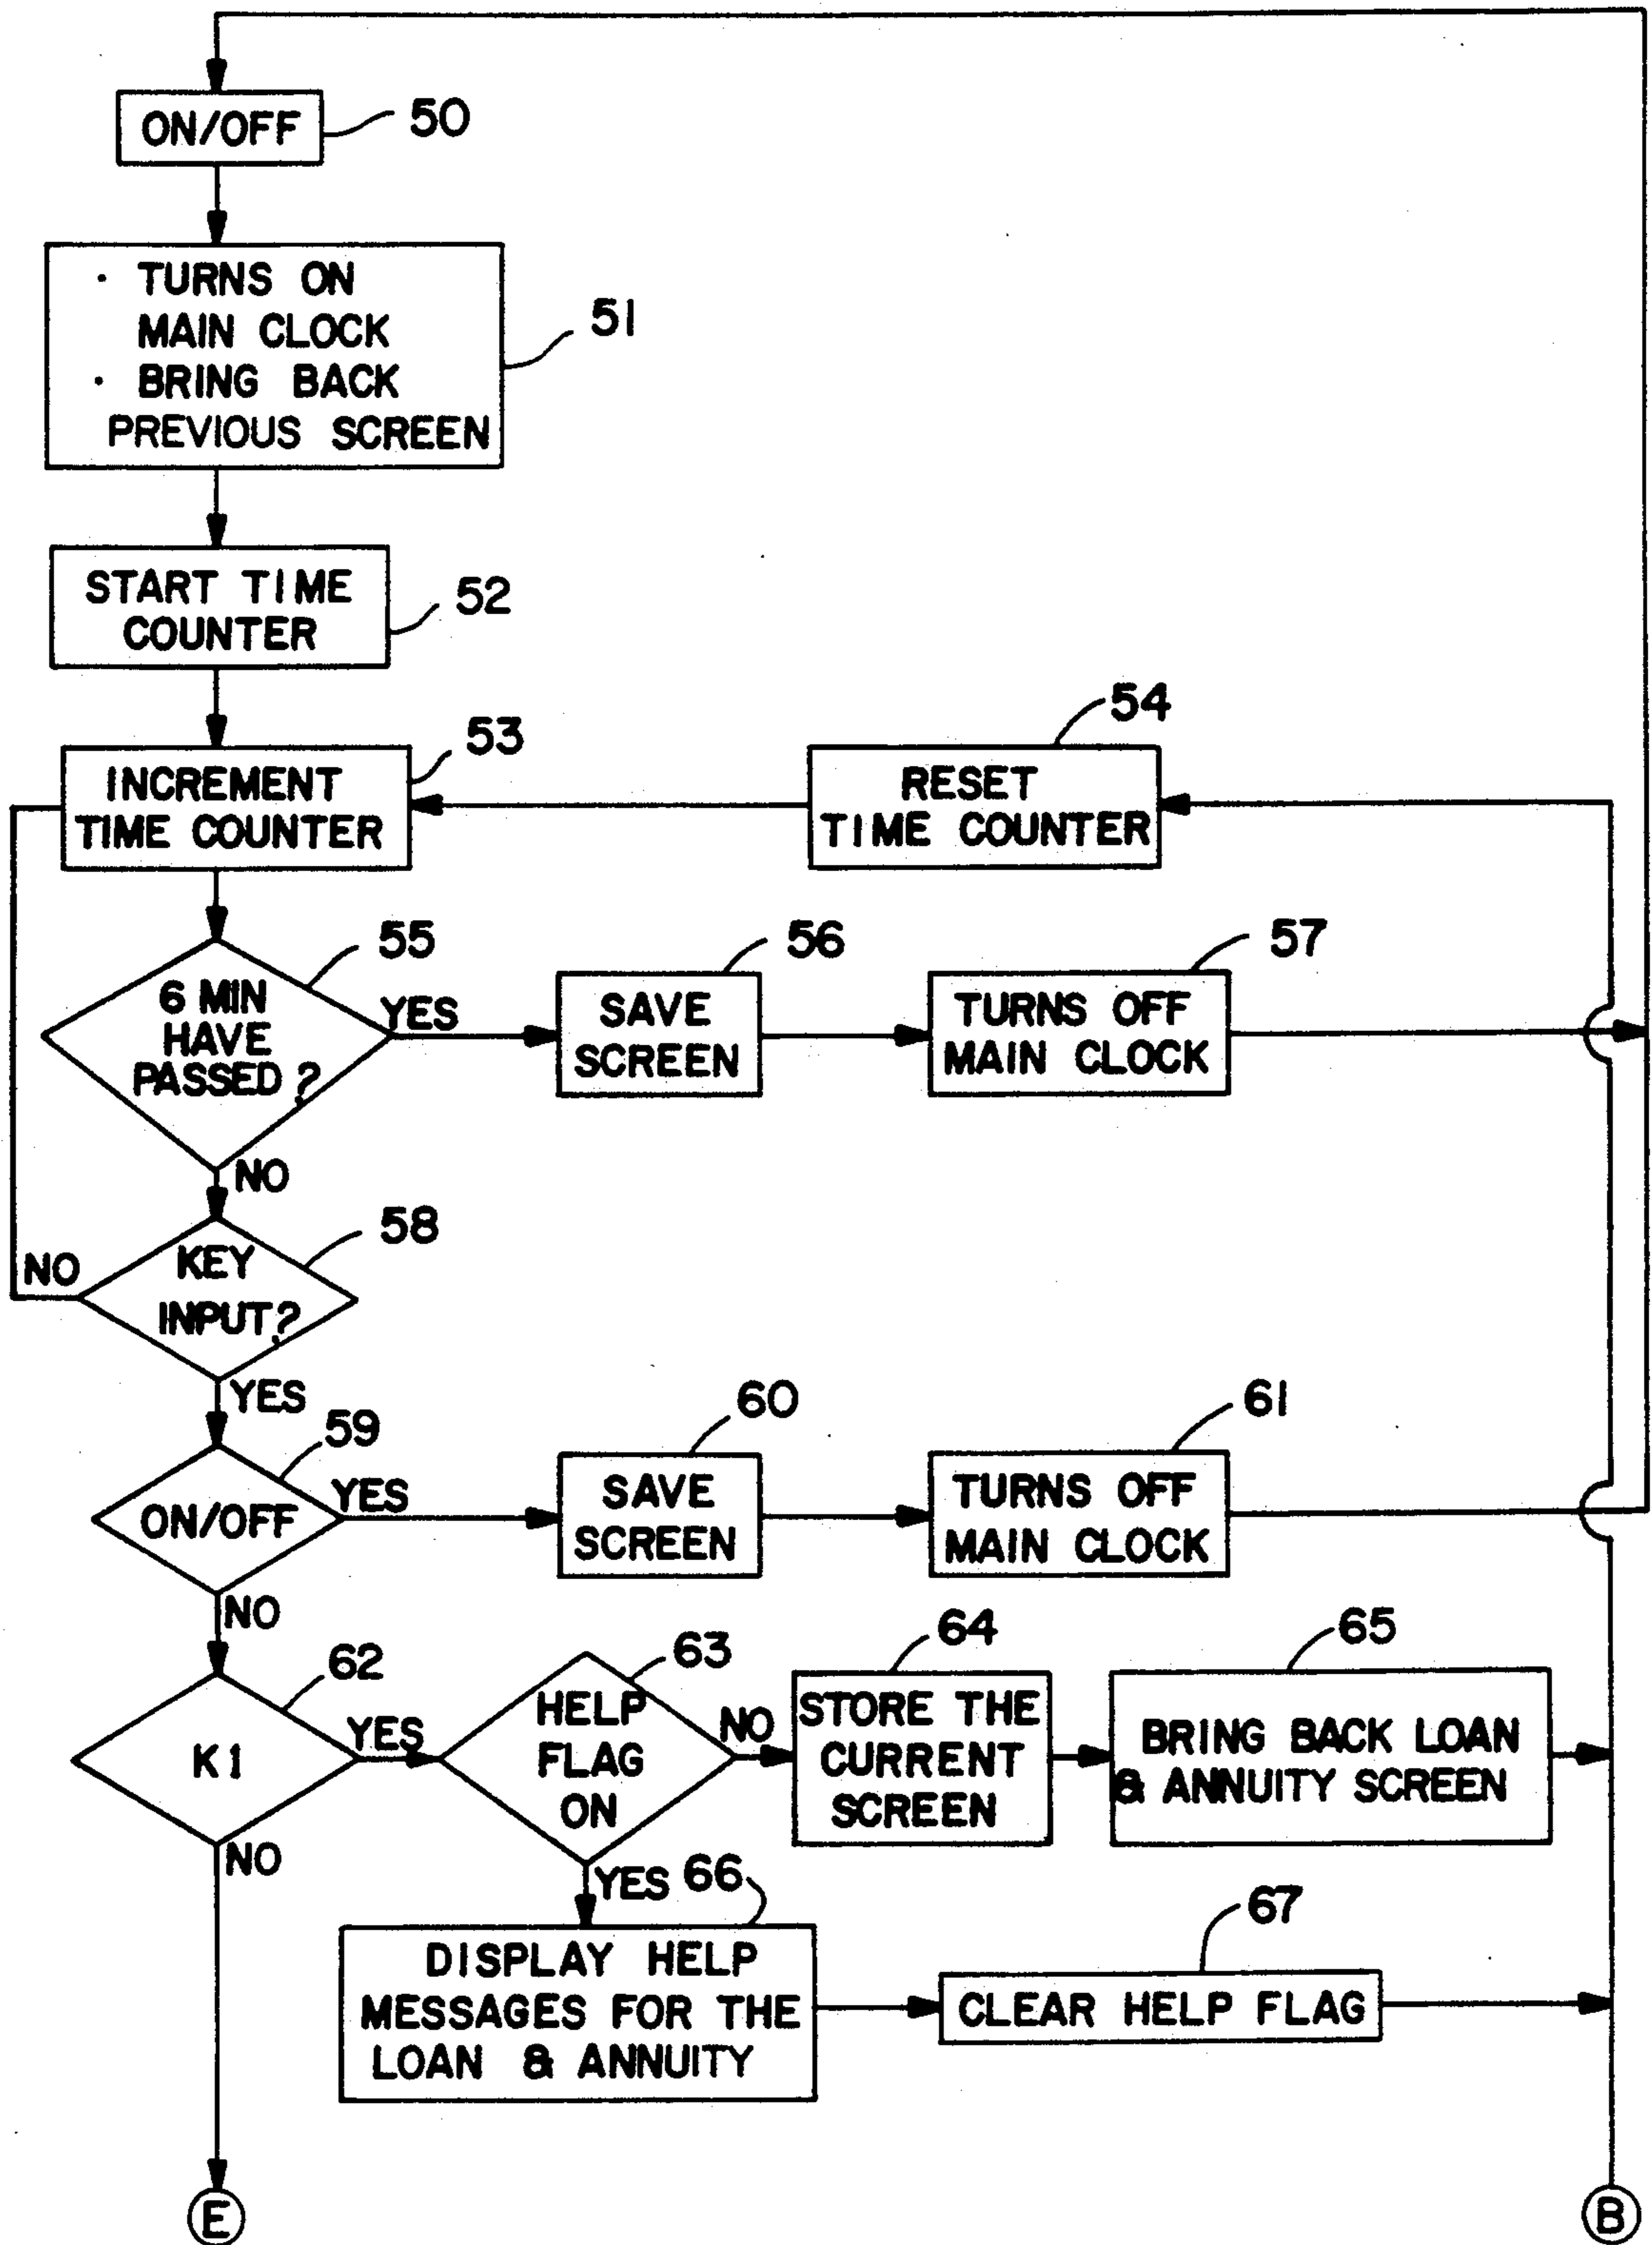 ON/OFF
50
· TURNS ON
MAIN CLOCK
· BRING BACK
PREVIOUS SCREEN
51
START TIME
COUNTER
52
INCREMENT
TIME COUNTER
53
RESET
TIME COUNTER
54
6 MIN
HAVE
PASSED?
55
YES
NO
SAVE
SCREEN
56
TURNS OFF
MAIN CLOCK
57
KEY
INPUT?
58
NO
YES
ON/OFF
59
YES
NO
SAVE
SCREEN
60
TURNS OFF
MAIN CLOCK
61
K1
62
YES
NO
HELP
FLAG
ON
63
NO
YES
STORE THE
CURRENT
SCREEN
64
BRING BACK LOAN
& ANNUITY SCREEN
65
DISPLAY HELP
MESSAGES FOR THE
LOAN & ANNUITY
66
CLEAR HELP FLAG
67
E
B